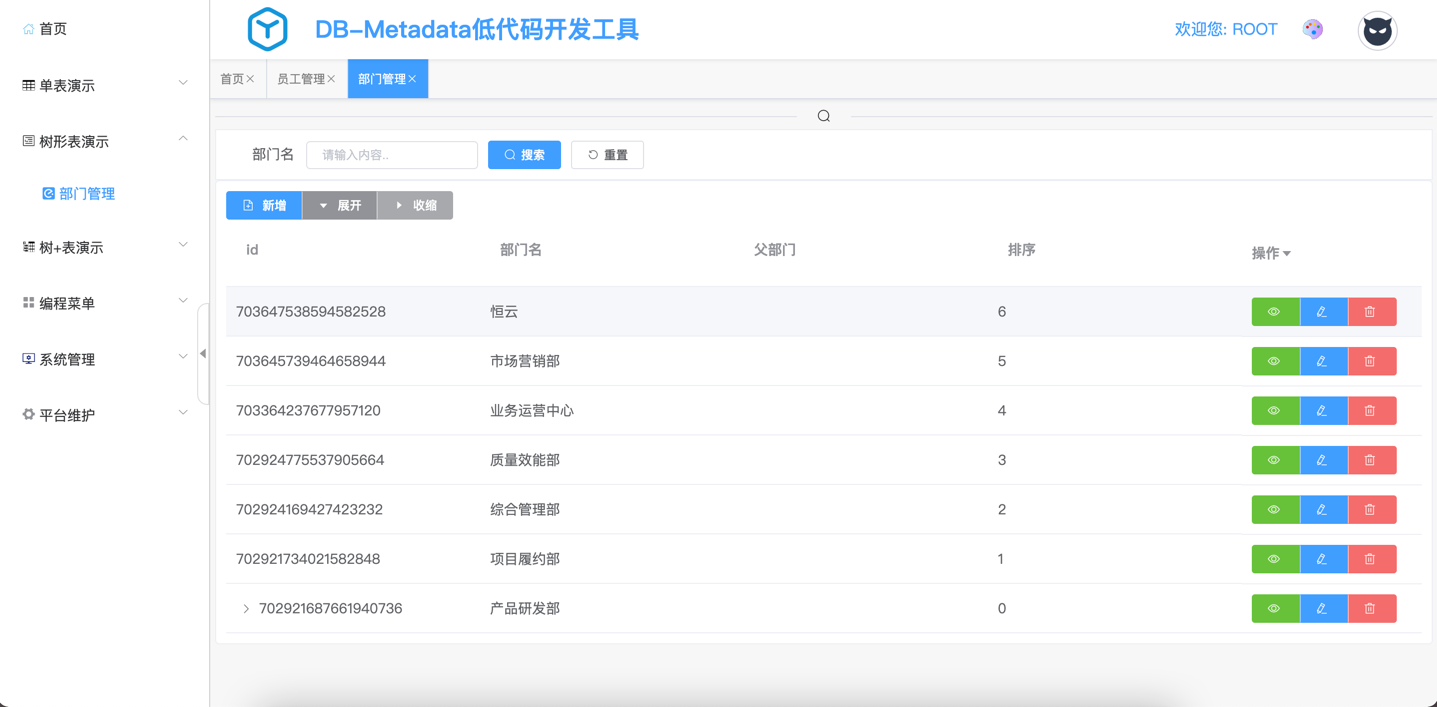 首页
单表演示
树形表演示
部门管理
树+表演示
编程菜单
系统管理
平台维护
DB-Metadata低代码开发工具
欢迎您: ROOT
首页
员工管理
部门管理
部门名 请输入内容.. 搜索 重置
新增 展开 收缩
id 部门名 父部门 排序 操作
703647538594582528 恒云 6
703645739464658944 市场营销部 5
703364237677957120 业务运营中心 4
702924775537905664 质量效能部 3
702924169427423232 综合管理部 2
702921734021582848 项目履约部 1
702921687661940736 产品研发部 0